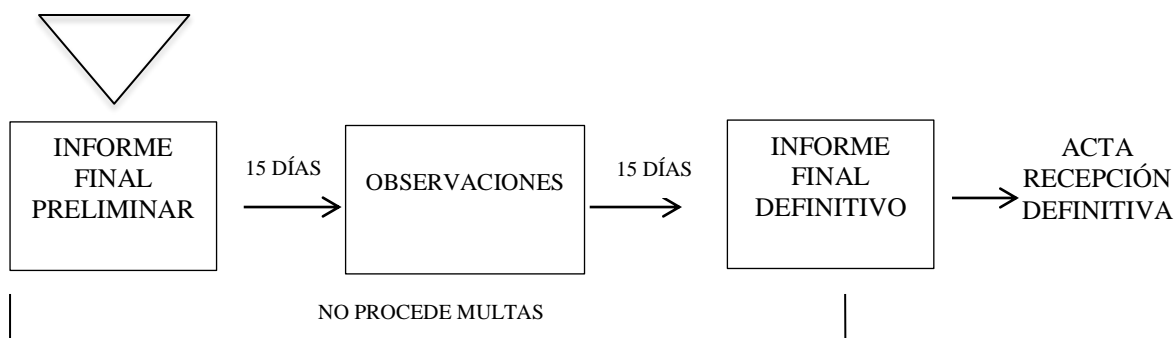 INFORME
FINAL
PRELIMINAR
15 DÍAS
OBSERVACIONES
15 DÍAS
INFORME
FINAL
DEFINITIVO
ACTA
RECEPCIÓN
DEFINITIVA
NO PROCEDE MULTAS